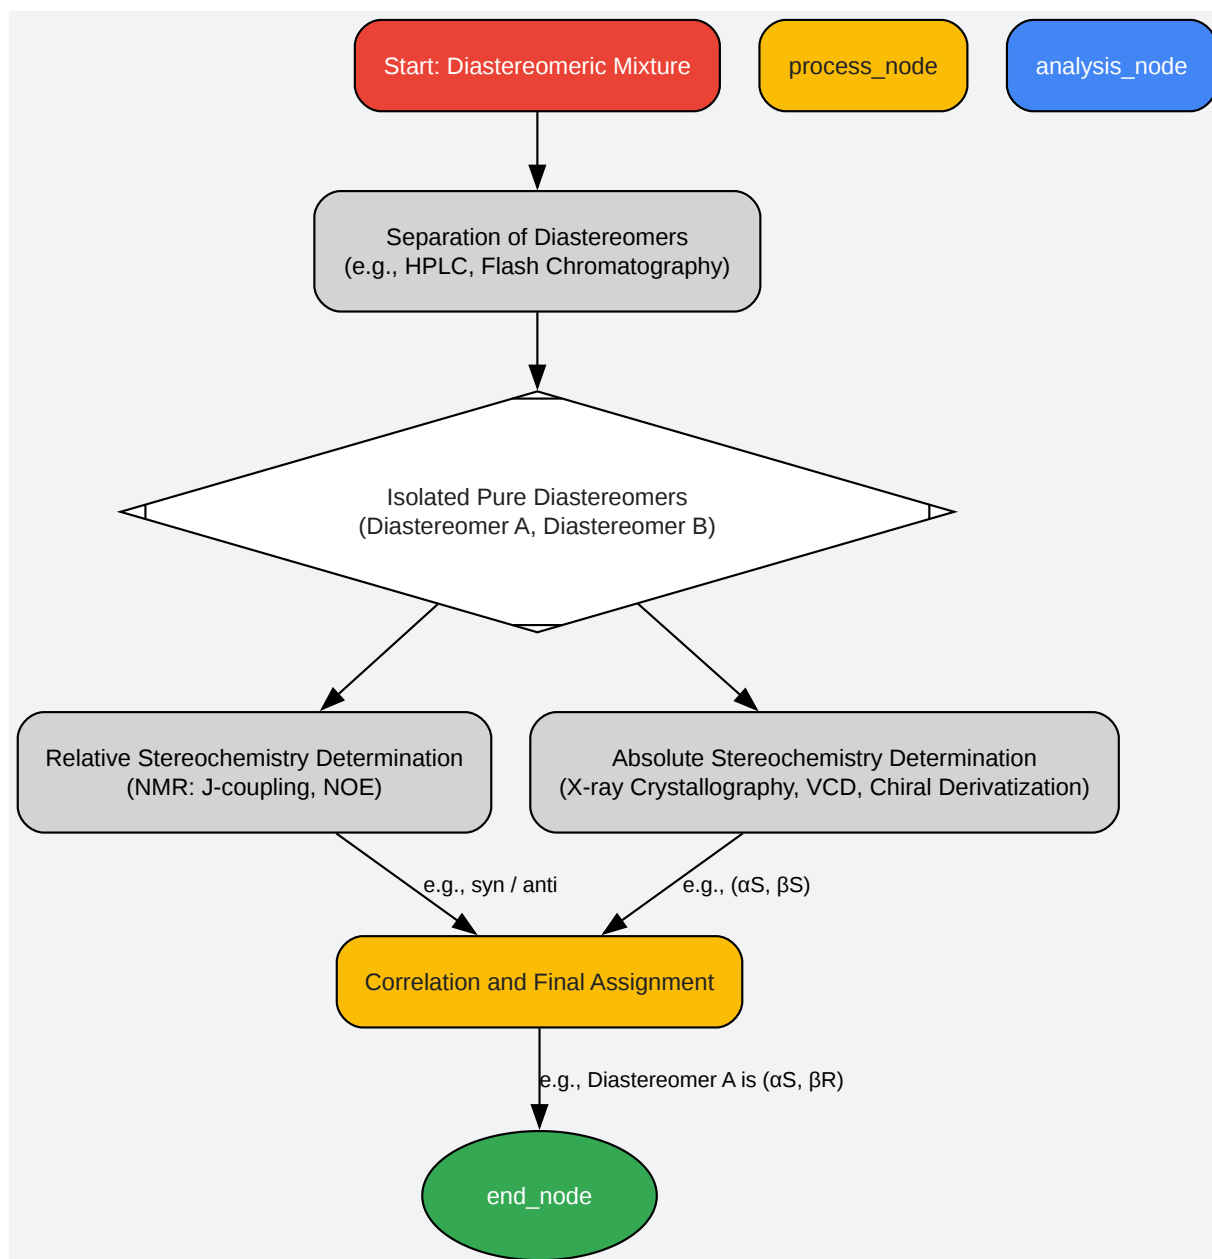 Start: Diastereomeric Mixture
process_node
analysis_node
Separation of Diastereomers
(e.g., HPLC, Flash Chromatography)
Isolated Pure Diastereomers
(Diastereomer A, Diastereomer B)
Relative Stereochemistry Determination
(NMR: J-coupling, NOE)
Absolute Stereochemistry Determination
(X-ray Crystallography, VCD, Chiral Derivatization)
e.g., syn / anti
e.g., (αS, βS)
Correlation and Final Assignment
e.g., Diastereomer A is (αS, βR)
end_node